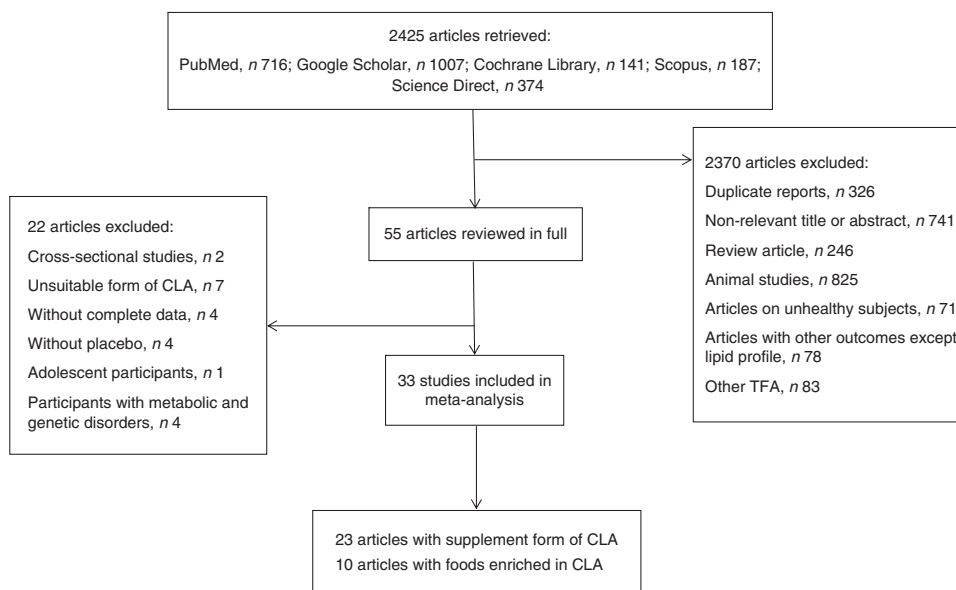 2425 articles retrieved:
PubMed, n 716; Google Scholar, n 1007; Cochrane Library, n 141; Scopus, n 187;
Science Direct, n 374
2370 articles excluded:
Duplicate reports, n 326
Non-relevant title or abstract, n 741
Review article, n 246
Animal studies, n 825
Articles on unhealthy subjects, n 71
Articles with other outcomes except
lipid profile, n 78
Other TFA, n 83
55 articles reviewed in full
22 articles excluded:
Cross-sectional studies, n 2
Unsuitable form of CLA, n 7
Without complete data, n 4
Without placebo, n 4
Adolescent participants, n 1
Participants with metabolic and
genetic disorders, n 4
33 studies included in
meta-analysis
23 articles with supplement form of CLA
10 articles with foods enriched in CLA